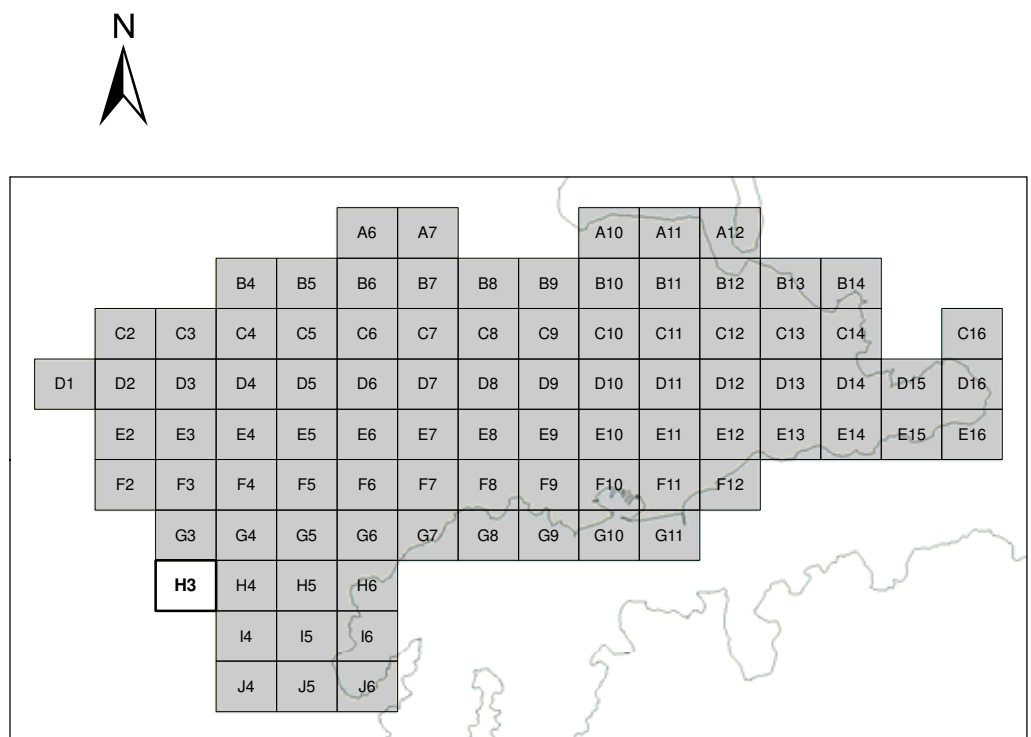 N
A6 A7 A10 A11 A12
B4 B5 B6 B7 B8 B9 B10 B11 B12 B13 B14
C2 C3 C4 C5 C6 C7 C8 C9 C10 C11 C12 C13 C14 C16
D1 D2 D3 D4 D5 D6 D7 D8 D9 D10 D11 D12 D13 D14 D15 D16
E2 E3 E4 E5 E6 E7 E8 E9 E10 E11 E12 E13 E14 E15 E16
F2 F3 F4 F5 F6 F7 F8 F9 F10 F11 F12
G3 G4 G5 G6 G7 G8 G9 G10 G11
H3 H4 H5 H6
I4 I5 I6
J4 J5 J6